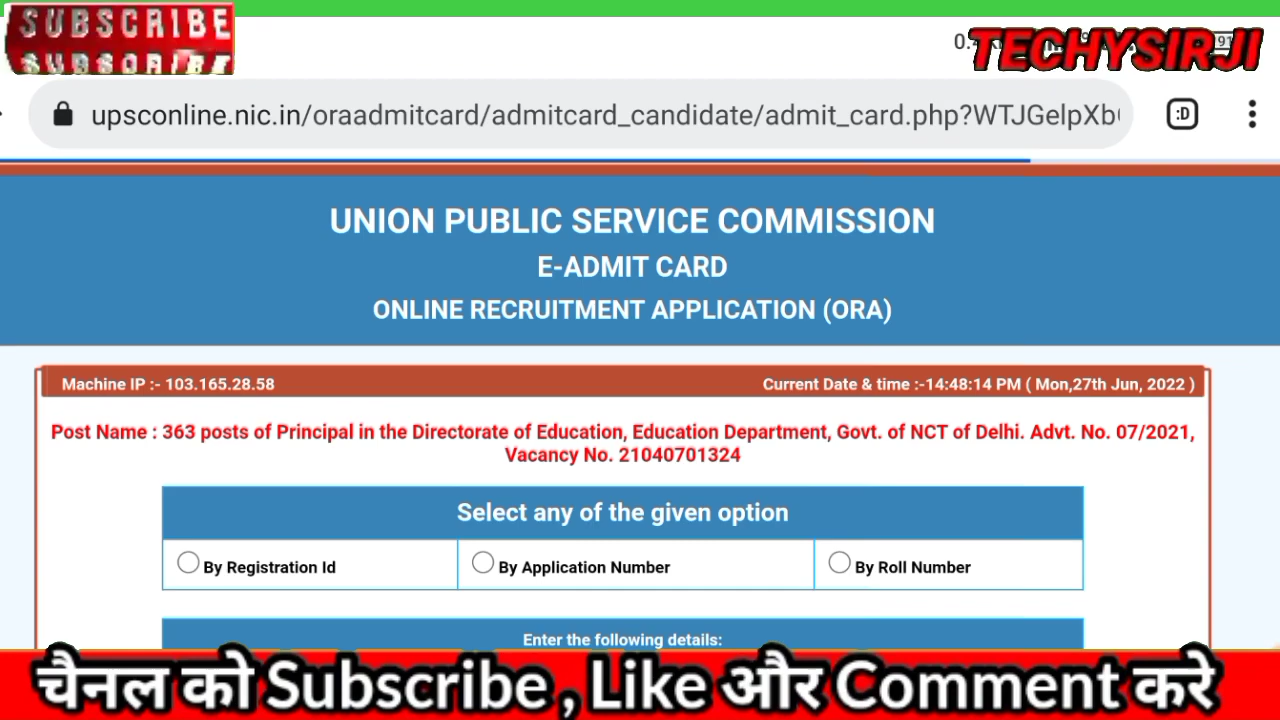 SUBSCRIBE
SUBSCRIBE
TECHYSIRJI
upsconline.nic.in/oraadmitcard/admitcard_candidate/admit_card.php?WTJGelpXb
:D
UNION PUBLIC SERVICE COMMISSION
E-ADMIT CARD
ONLINE RECRUITMENT APPLICATION (ORA)
Machine IP :- 103.165.28.58
Current Date & time :-14:48:14 PM ( Mon,27th Jun, 2022 )
Post Name : 363 posts of Principal in the Directorate of Education, Education Department, Govt. of NCT of Delhi. Advt. No. 07/2021,
Vacancy No. 21040701324
Select any of the given option
By Registration Id
By Application Number
By Roll Number
Enter the following details:
चैनल को Subscribe , Like और Comment करे